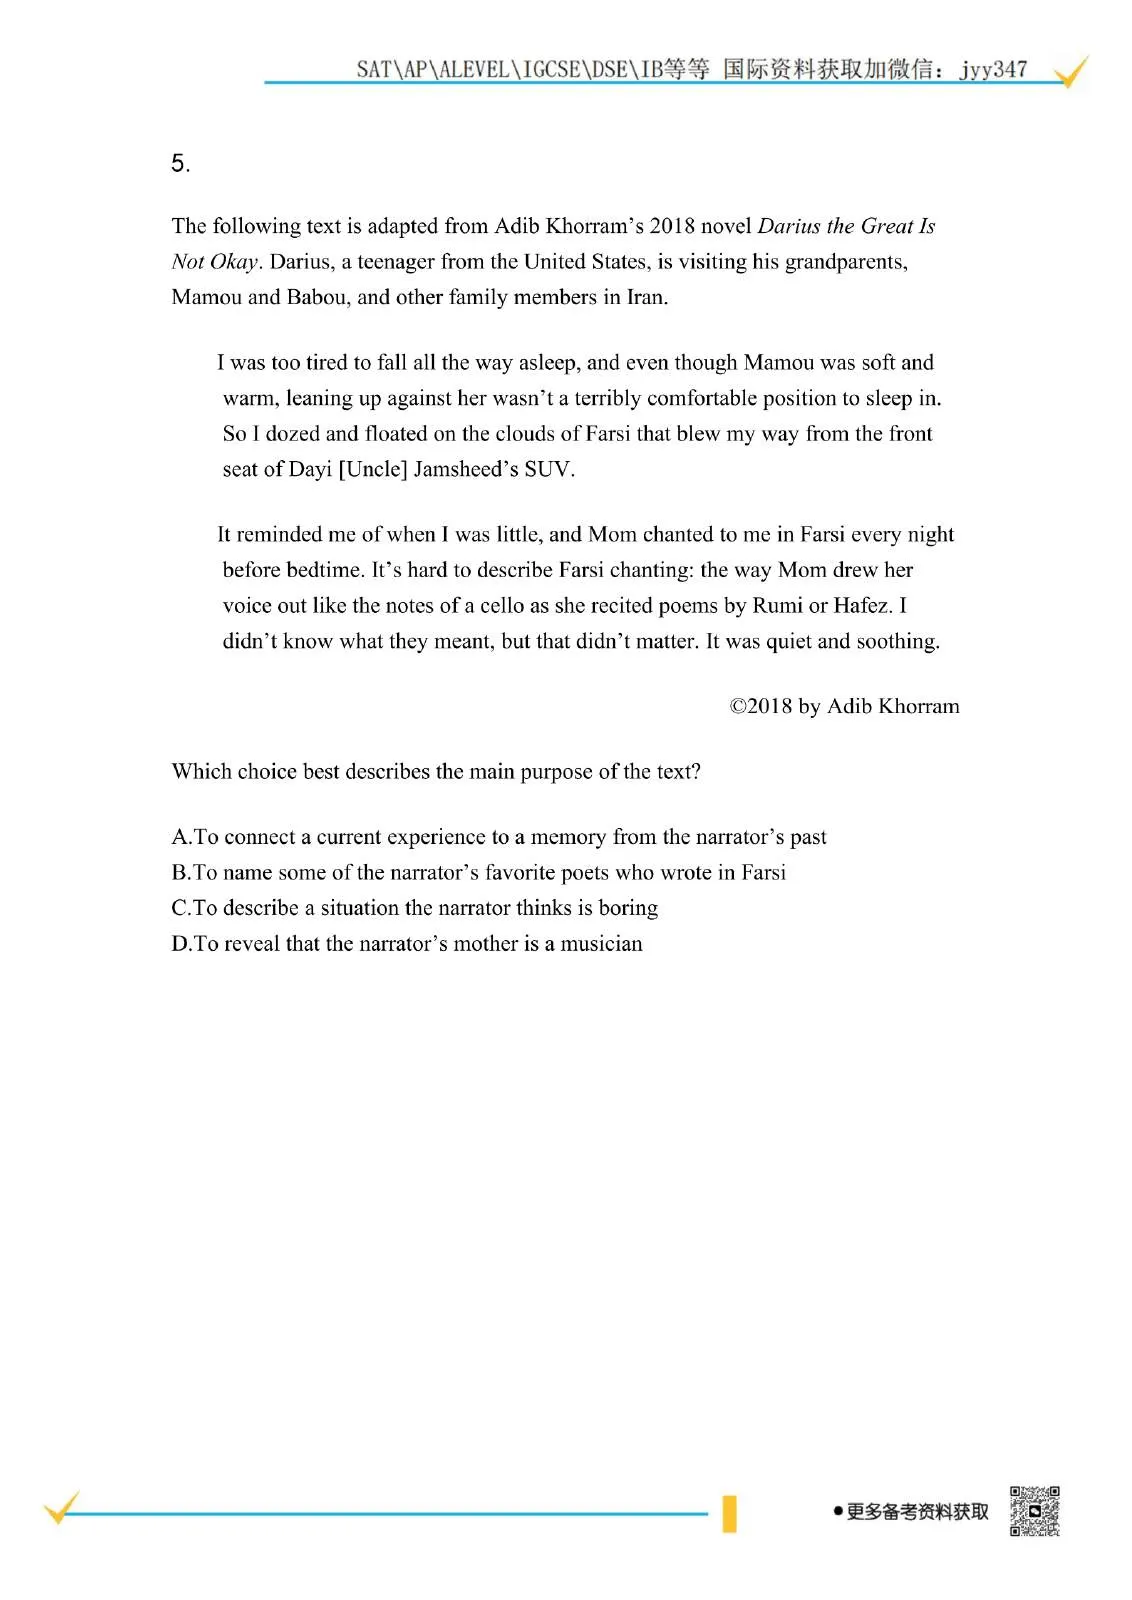 SAT\AP\ALEVEL\IGCSE\DSE\IB等等 国际资料获取加微信：jyy347
5.
The following text is adapted from Adib Khorram’s 2018 novel Darius the Great Is
Not Okay. Darius, a teenager from the United States, is visiting his grandparents,
Mamou and Babou, and other family members in Iran.
I was too tired to fall all the way asleep, and even though Mamou was soft and
warm, leaning up against her wasn’t a terribly comfortable position to sleep in.
So I dozed and floated on the clouds of Farsi that blew my way from the front
seat of Dayi [Uncle] Jamsheed’s SUV.
It reminded me of when I was little, and Mom chanted to me in Farsi every night
before bedtime. It’s hard to describe Farsi chanting: the way Mom drew her
voice out like the notes of a cello as she recited poems by Rumi or Hafez. I
didn’t know what they meant, but that didn’t matter. It was quiet and soothing.
©2018 by Adib Khorram
Which choice best describes the main purpose of the text?
A.To connect a current experience to a memory from the narrator’s past
B.To name some of the narrator’s favorite poets who wrote in Farsi
C.To describe a situation the narrator thinks is boring
D.To reveal that the narrator’s mother is a musician
●更多备考资料获取